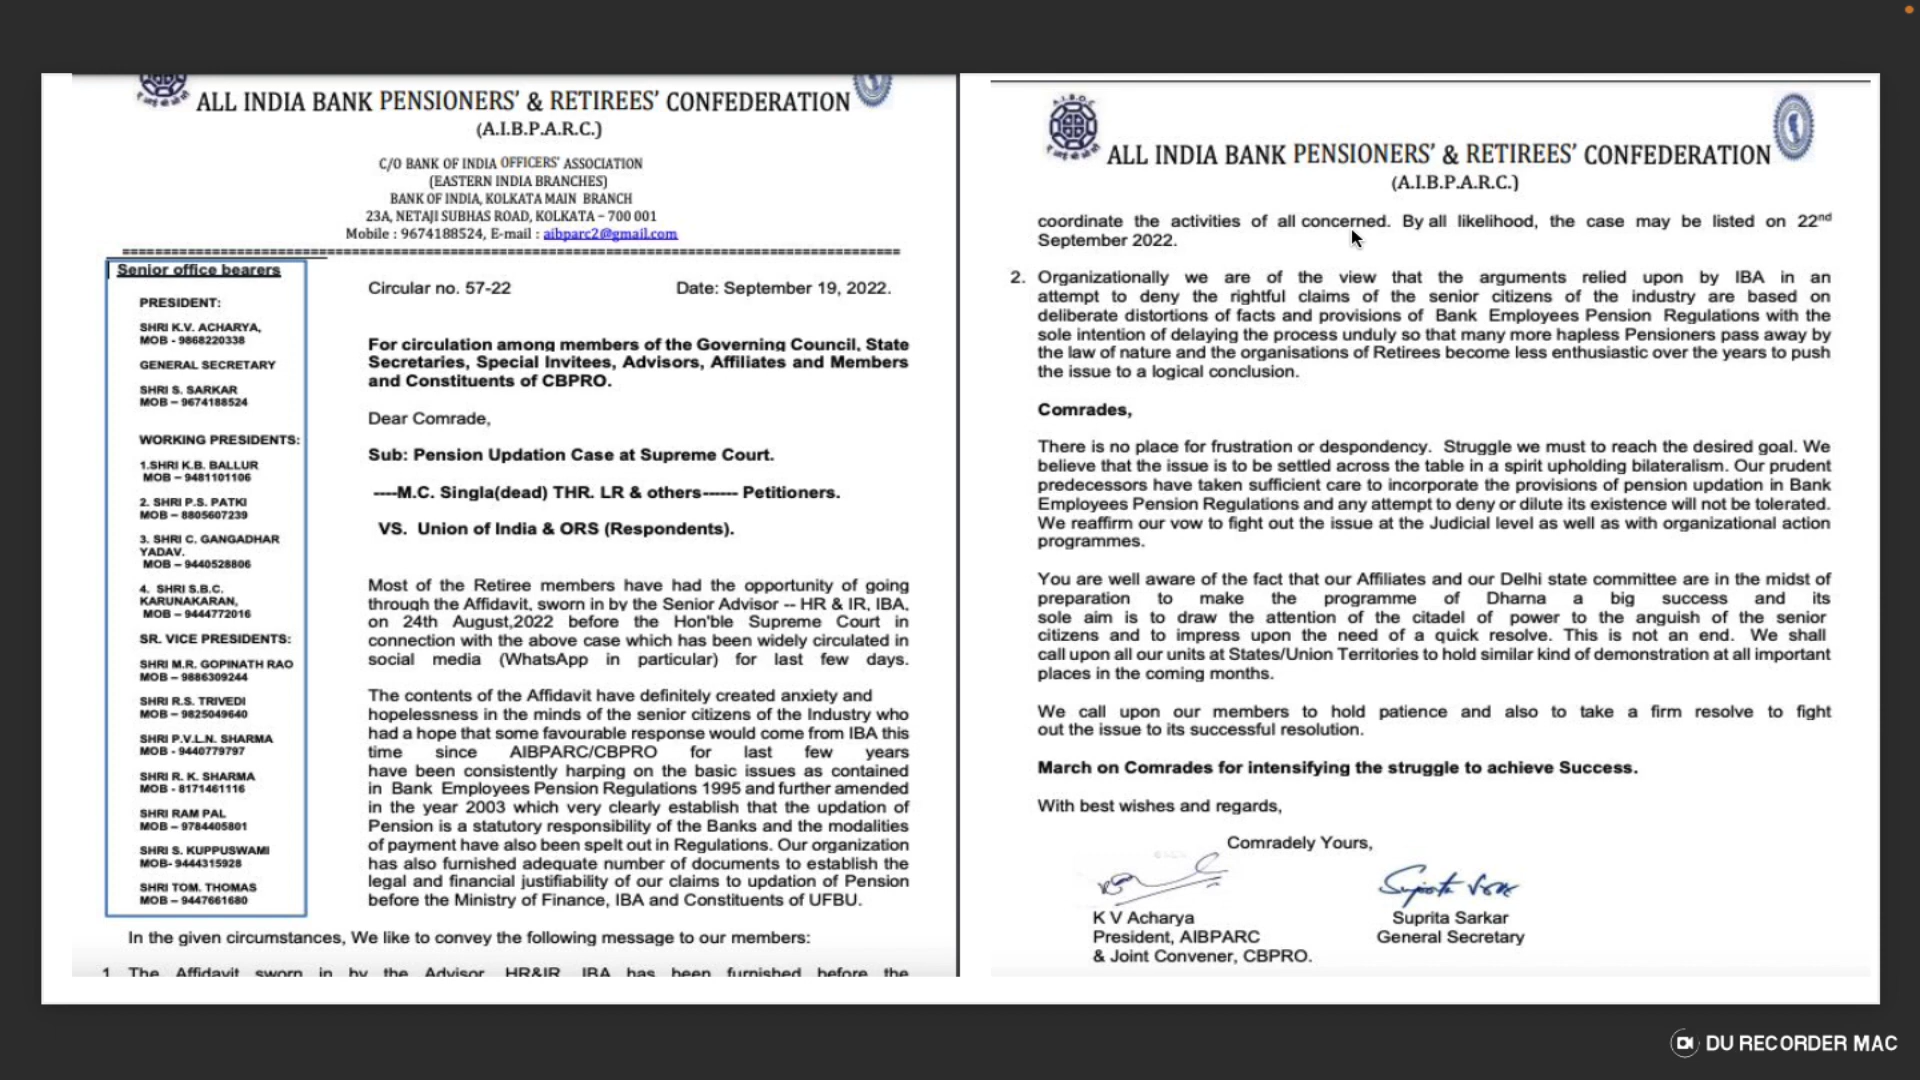 ALL INDIA BANK PENSIONERS' & RETIREES' CONFEDERATION
(A.I.B.P.A.R.C.)
C/O BANK OF INDIA OFFICERS' ASSOCIATION
(EASTERN INDIA BRANCHES)
BANK OF INDIA, KOLKATA MAIN BRANCH
23A, NETAJI SUBHAS ROAD, KOLKATA – 700 001
Mobile : 9674188524, E-mail : aibparc2@gmail.com
Senior office bearers
PRESIDENT:
SHRI K.V. ACHARYA,
MOB - 9868220338
GENERAL SECRETARY
SHRI S. SARKAR
MOB – 9674188524
WORKING PRESIDENTS:
1.SHRI K.B. BALLUR
MOB – 9481101106
2. SHRI P.S. PATKI
MOB – 8805607239
3. SHRI C. GANGADHAR
YADAV.
MOB – 9440528806
4. SHRI S.B.C.
KARUNAKARAN,
MOB – 9444772016
SR. VICE PRESIDENTS:
SHRI M.R. GOPINATH RAO
MOB – 9886309244
SHRI R.S. TRIVEDI
MOB – 9825049640
SHRI P.V.L.N. SHARMA
MOB - 9440779797
SHRI R. K. SHARMA
MOB - 8171461116
SHRI RAM PAL
MOB – 9784405801
SHRI S. KUPPUSWAMI
MOB- 9444315928
SHRI TOM. THOMAS
MOB – 9447661680
Circular no. 57-22 Date: September 19, 2022.
For circulation among members of the Governing Council, State
Secretaries, Special Invitees, Advisors, Affiliates and Members
and Constituents of CBPRO.
Dear Comrade,
Sub: Pension Updation Case at Supreme Court.
----M.C. Singla(dead) THR. LR & others------ Petitioners.
VS. Union of India & ORS (Respondents).
Most of the Retiree members have had the opportunity of going
through the Affidavit, sworn in by the Senior Advisor -- HR & IR, IBA,
on 24th August,2022 before the Hon'ble Supreme Court in
connection with the above case which has been widely circulated in
social media (WhatsApp in particular) for last few days.
The contents of the Affidavit have definitely created anxiety and
hopelessness in the minds of the senior citizens of the Industry who
had a hope that some favourable response would come from IBA this
time since AIBPARC/CBPRO for last few years
have been consistently harping on the basic issues as contained
in Bank Employees Pension Regulations 1995 and further amended
in the year 2003 which very clearly establish that the updation of
Pension is a statutory responsibility of the Banks and the modalities
of payment have also been spelt out in Regulations. Our organization
has also furnished adequate number of documents to establish the
legal and financial justifiability of our claims to updation of Pension
before the Ministry of Finance, IBA and Constituents of UFBU.
In the given circumstances, We like to convey the following message to our members:
1. The Affidavit sworn in by the Advisor, HR&IR, IBA has been furnished before the
A.I.B.O.C.
ALL INDIA BANK PENSIONERS' & RETIREES' CONFEDERATION
(A.I.B.P.A.R.C.)
coordinate the activities of all concerned. By all likelihood, the case may be listed on 22nd
September 2022.
2. Organizationally we are of the view that the arguments relied upon by IBA in an
attempt to deny the rightful claims of the senior citizens of the industry are based on
deliberate distortions of facts and provisions of Bank Employees Pension Regulations with the
sole intention of delaying the process unduly so that many more hapless Pensioners pass away by
the law of nature and the organisations of Retirees become less enthusiastic over the years to push
the issue to a logical conclusion.
Comrades,
There is no place for frustration or despondency. Struggle we must to reach the desired goal. We
believe that the issue is to be settled across the table in a spirit upholding bilateralism. Our prudent
predecessors have taken sufficient care to incorporate the provisions of pension updation in Bank
Employees Pension Regulations and any attempt to deny or dilute its existence will not be tolerated.
We reaffirm our vow to fight out the issue at the Judicial level as well as with organizational action
programmes.
You are well aware of the fact that our Affiliates and our Delhi state committee are in the midst of
preparation to make the programme of Dharna a big success and its
sole aim is to draw the attention of the citadel of power to the anguish of the senior
citizens and to impress upon the need of a quick resolve. This is not an end. We shall
call upon all our units at States/Union Territories to hold similar kind of demonstration at all important
places in the coming months.
We call upon our members to hold patience and also to take a firm resolve to fight
out the issue to its successful resolution.
March on Comrades for intensifying the struggle to achieve Success.
With best wishes and regards,
Comradely Yours,
K V Acharya Suprita Sarkar
President, AIBPARC General Secretary
& Joint Convener, CBPRO.
DU RECORDER MAC